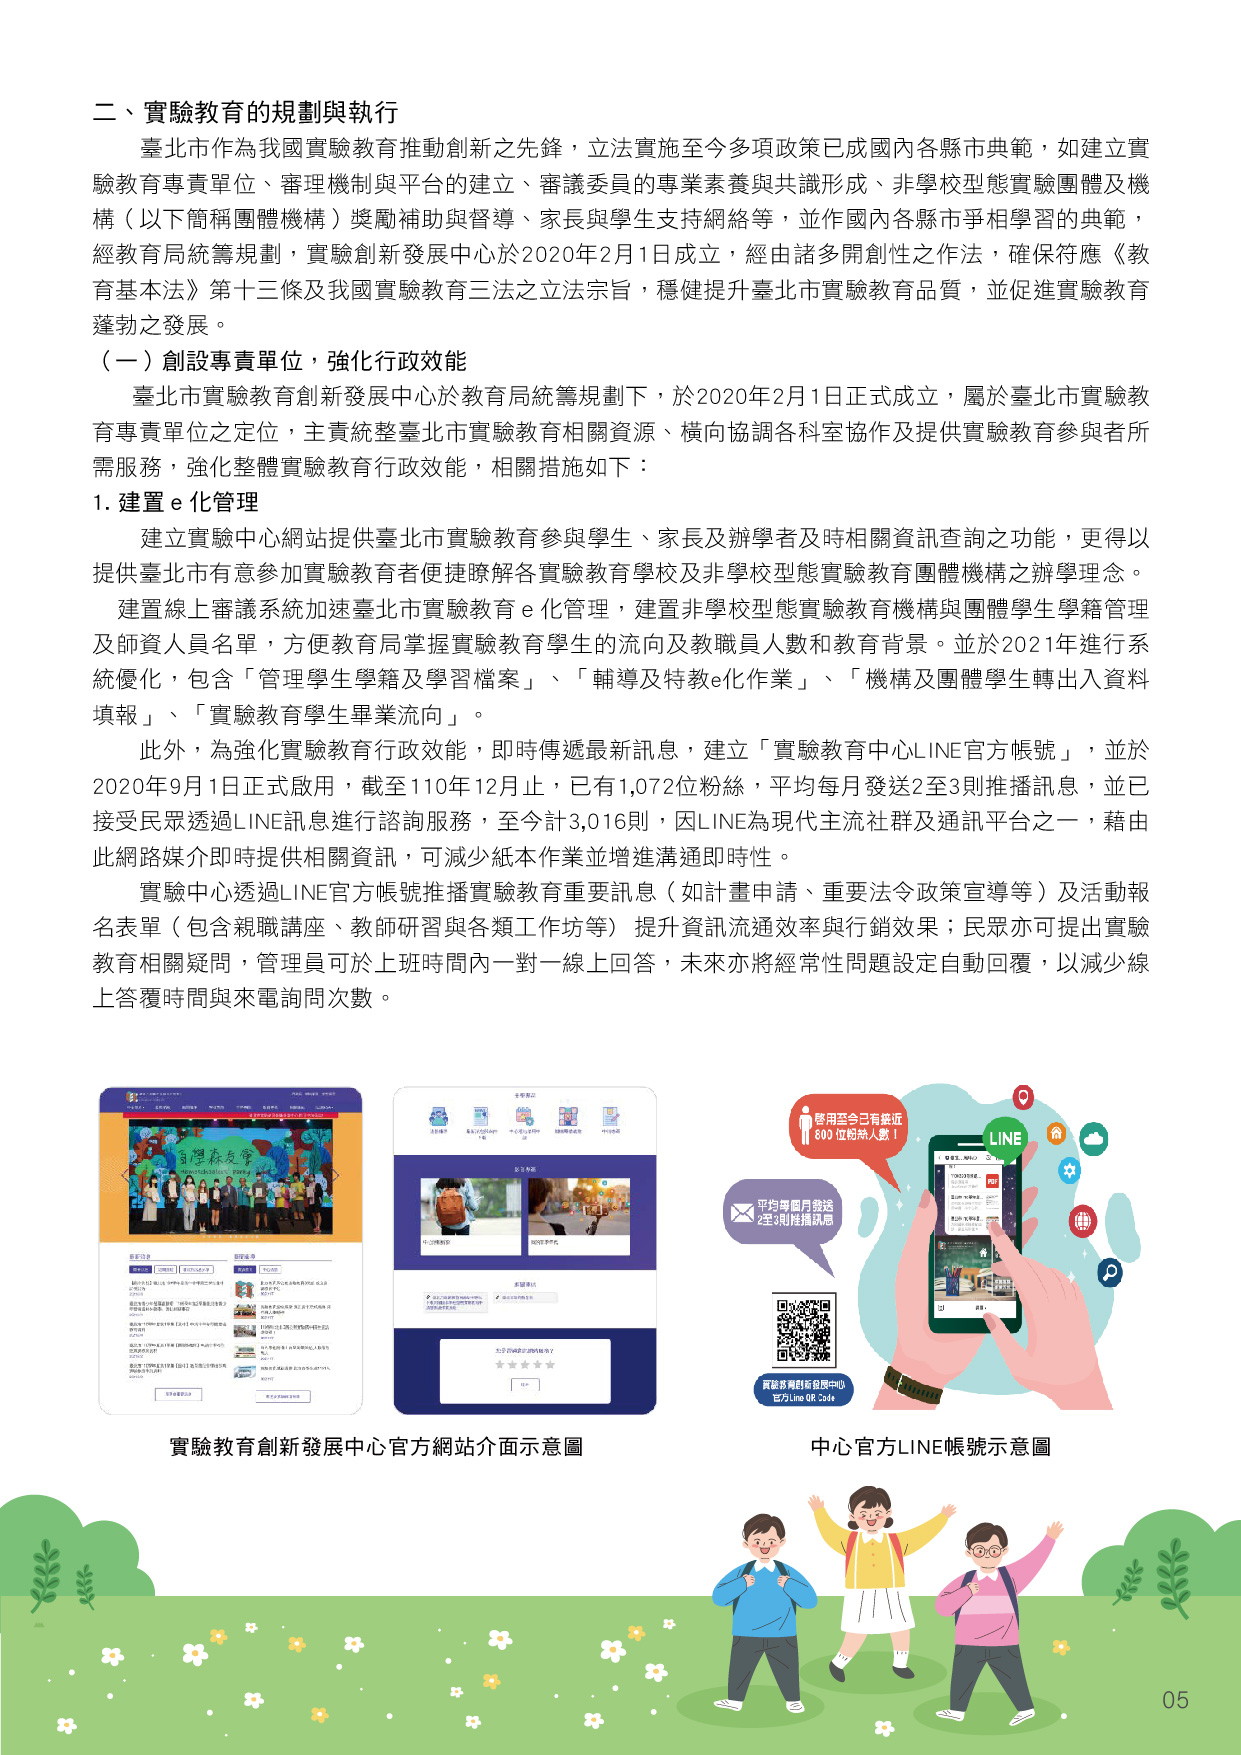 二、實驗教育的規劃與執行
臺北市作為我國實驗教育推動創新之先鋒，立法實施至今多項政策已成國內各縣市典範，如建立實
驗教育專責單位、審理機制與平台的建立、審議委員的專業素養與共識形成、非學校型態實驗團體及機
構（以下簡稱團體機構）獎勵補助與督導、家長與學生支持網絡等，並作國內各縣市爭相學習的典範，
經教育局統籌規劃，實驗創新發展中心於2020年2月1日成立，經由諸多開創性之作法，確保符應《教
育基本法》第十三條及我國實驗教育三法之立法宗旨，穩健提升臺北市實驗教育品質，並促進實驗教育
蓬勃之發展。
（一）創設專責單位，強化行政效能
臺北市實驗教育創新發展中心於教育局統籌規劃下，於2020年2月1日正式成立，屬於臺北市實驗教
育專責單位之定位，主責統整臺北市實驗教育相關資源、橫向協調各科室協作及提供實驗教育參與者所
需服務，強化整體實驗教育行政效能，相關措施如下：
1. 建置 e 化管理
建立實驗中心網站提供臺北市實驗教育參與學生、家長及辦學者及時相關資訊查詢之功能，更得以
提供臺北市有意參加實驗教育者便捷瞭解各實驗教育學校及非學校型態實驗教育團體機構之辦學理念。
建置線上審議系統加速臺北市實驗教育 e 化管理，建置非學校型態實驗教育機構與團體學生學籍管理
及師資人員名單，方便教育局掌握實驗教育學生的流向及教職員人數和教育背景。並於2021年進行系
統優化，包含「管理學生學籍及學習檔案」、「輔導及特教e化作業」、「機構及團體學生轉出入資料
填報」、「實驗教育學生畢業流向」。
此外，為強化實驗教育行政效能，即時傳遞最新訊息，建立「實驗教育中心LINE官方帳號」，並於
2020年9月1日正式啟用，截至110年12月止，已有1,072位粉絲，平均每月發送2至3則推播訊息，並已
接受民眾透過LINE訊息進行諮詢服務，至今計3,016則，因LINE為現代主流社群及通訊平台之一，藉由
此網路媒介即時提供相關資訊，可減少紙本作業並增進溝通即時性。
實驗中心透過LINE官方帳號推播實驗教育重要訊息（如計畫申請、重要法令政策宣導等）及活動報
名表單（包含親職講座、教師研習與各類工作坊等） 提升資訊流通效率與行銷效果；民眾亦可提出實驗
教育相關疑問，管理員可於上班時間內一對一線上回答，未來亦將經常性問題設定自動回覆，以減少線
上答覆時間與來電詢問次數。
啓用至今已有接近
800 位粉絲人數！
LINE
PDF
平均每個月發送
2至3則推播訊息
實驗教育創新發展中心
官方Line QR Code
實驗教育創新發展中心官方網站介面示意圖
中心官方LINE帳號示意圖
05